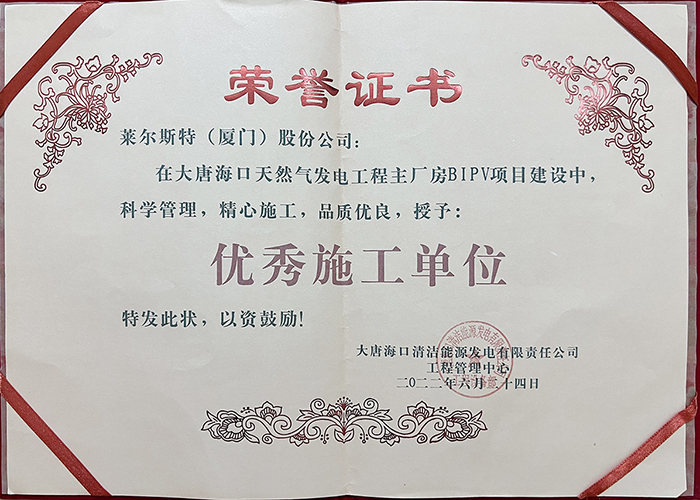 荣誉证书
莱尔斯特（厦门）股份公司：
在大唐海口天然气发电工程主厂房BIPV项目建设中，
科学管理，精心施工，品质优良，授予：
优秀施工单位
特发此状，以资鼓励！
大唐海口清洁能源发电有限责任公司
工程管理中心
二〇二二年六月二十四日